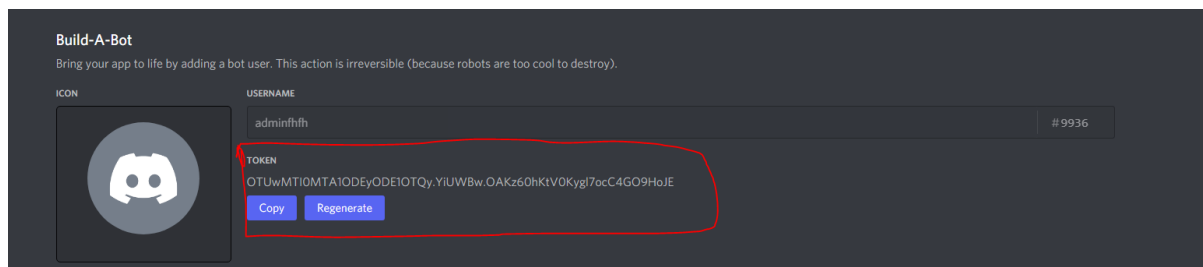 Build-A-Bot
Bring your app to life by adding a bot user. This action is irreversible (because robots are too cool to destroy).
ICON
USERNAME
adminfhfh
#9936
TOKEN
OTUwMTI0MTA1ODEyODE1OTQy.YiUWBw.OAKz60hKtV0Kygl7ocC4GO9HoJE
Copy
Regenerate